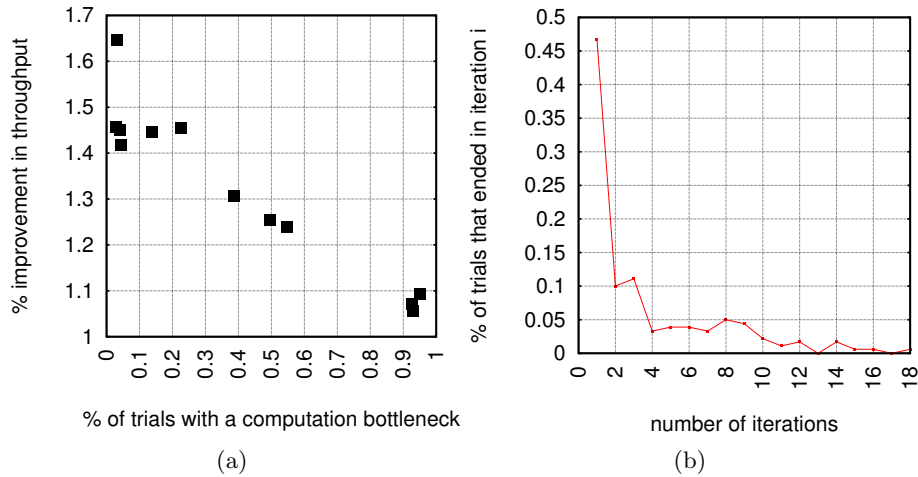 % improvement in throughput
1.7
1.6
1.5
1.4
1.3
1.2
1.1
1
0 0.1 0.2 0.3 0.4 0.5 0.6 0.7 0.8 0.9 1
% of trials with a computation bottleneck
(a)
% of trials that ended in iteration i
0.5
0.45
0.4
0.35
0.3
0.25
0.2
0.15
0.1
0.05
0
0 2 4 6 8 10 12 14 16 18
number of iterations
(b)